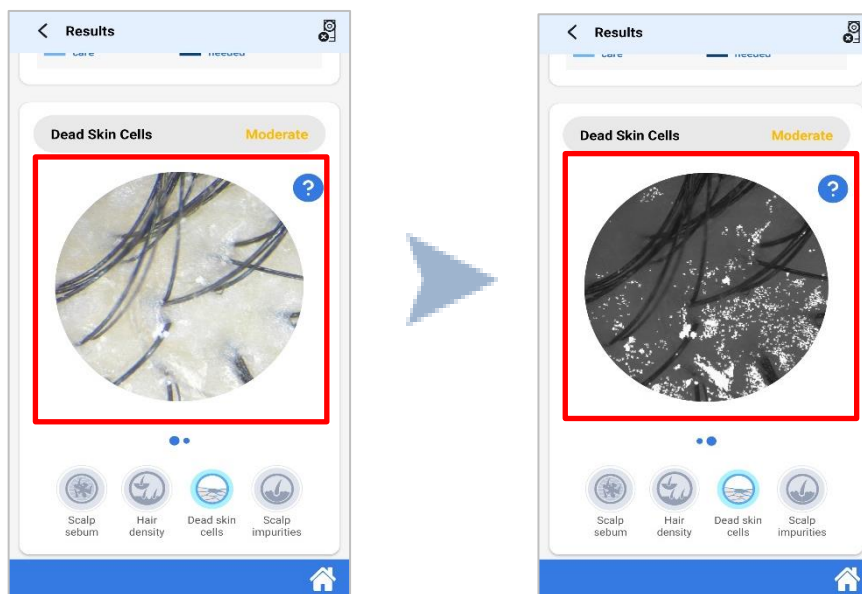 Results
care needed
Dead Skin Cells Moderate
?
Scalp sebum
Hair density
Dead skin cells
Scalp impurities
Results
care needed
Dead Skin Cells Moderate
?
Scalp sebum
Hair density
Dead skin cells
Scalp impurities